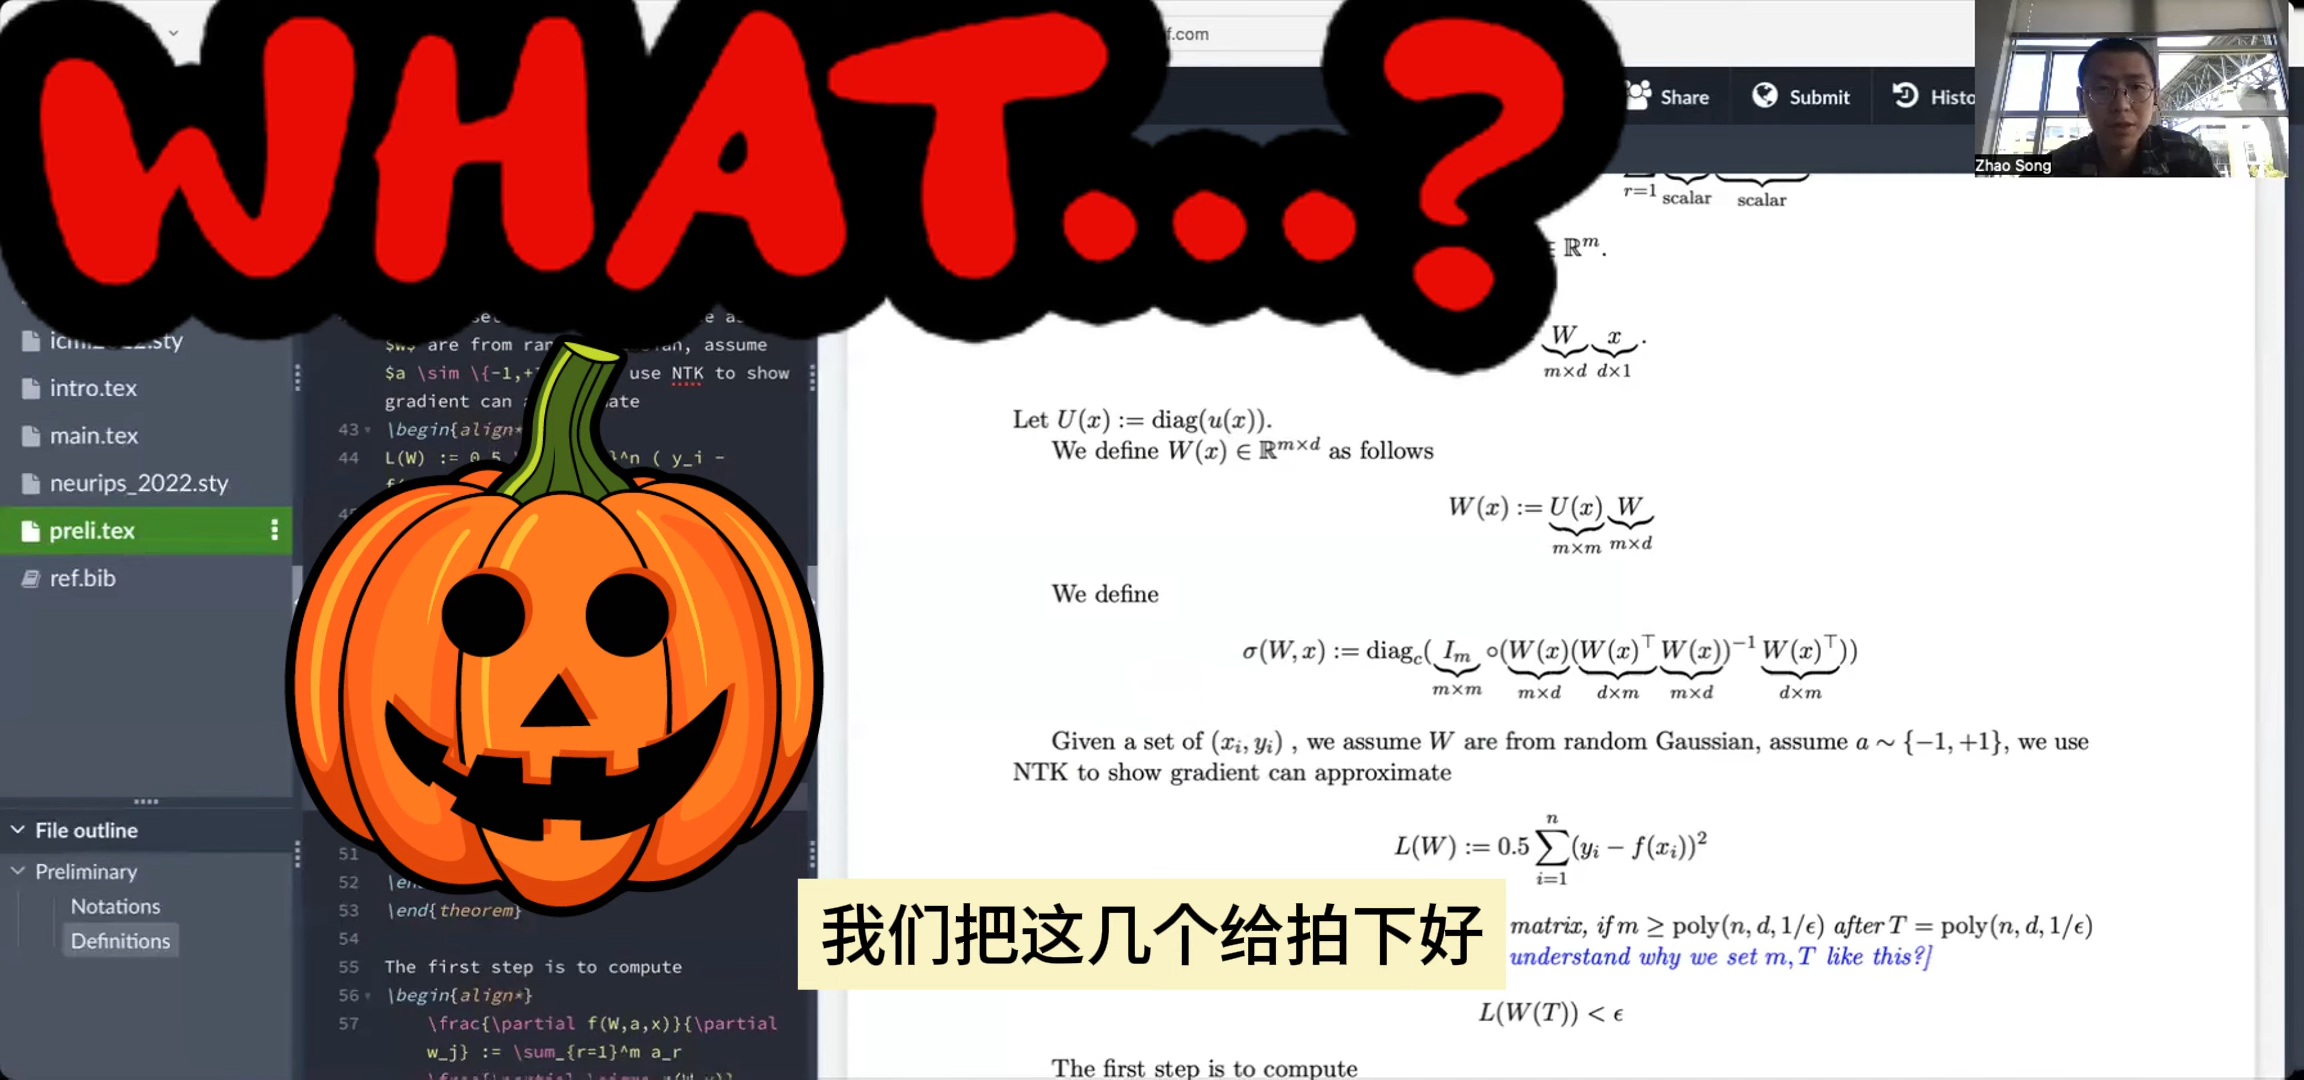 WHAT...?
f.com
Share
Submit
Histo
Zhao Song
r=1 scalar scalar
∈ ℝ^m.
W x.
m×d d×1
Let U(x) := diag(u(x)).
We define W(x) ∈ ℝ^{m×d} as follows
W(x) := U(x) W
m×m m×d
We define
σ(W, x) := diag_c( I_m ∘(W(x)(W(x)^⊤ W(x))^{-1} W(x)^⊤))
m×m m×d d×m m×d d×m
Given a set of (x_i, y_i) , we assume W are from random Gaussian, assume a ∼ {−1, +1}, we use
NTK to show gradient can approximate
L(W) := 0.5 ∑_{i=1}^{n} (y_i − f(x_i))^2
matrix, if m ≥ poly(n, d, 1/ϵ) after T = poly(n, d, 1/ϵ)
understand why we set m, T like this?]
L(W(T)) < ϵ
The first step is to compute
我们把这几个给拍下好
intro.tex
main.tex
neurips_2022.sty
preli.tex
ref.bib
File outline
Preliminary
Notations
Definitions
$W$ are from ran an, assume
$a \sim \{-1,+ use NTK to show
gradient can ate
43 \begin{align*
44 L(W) := 0.5 ^n ( y_i -
51
52 \en
53 \end{theorem}
54
55 The first step is to compute
56 \begin{align*}
57 \frac{\partial f(W,a,x)}{\partial
w_j} := \sum_{r=1}^m a_r